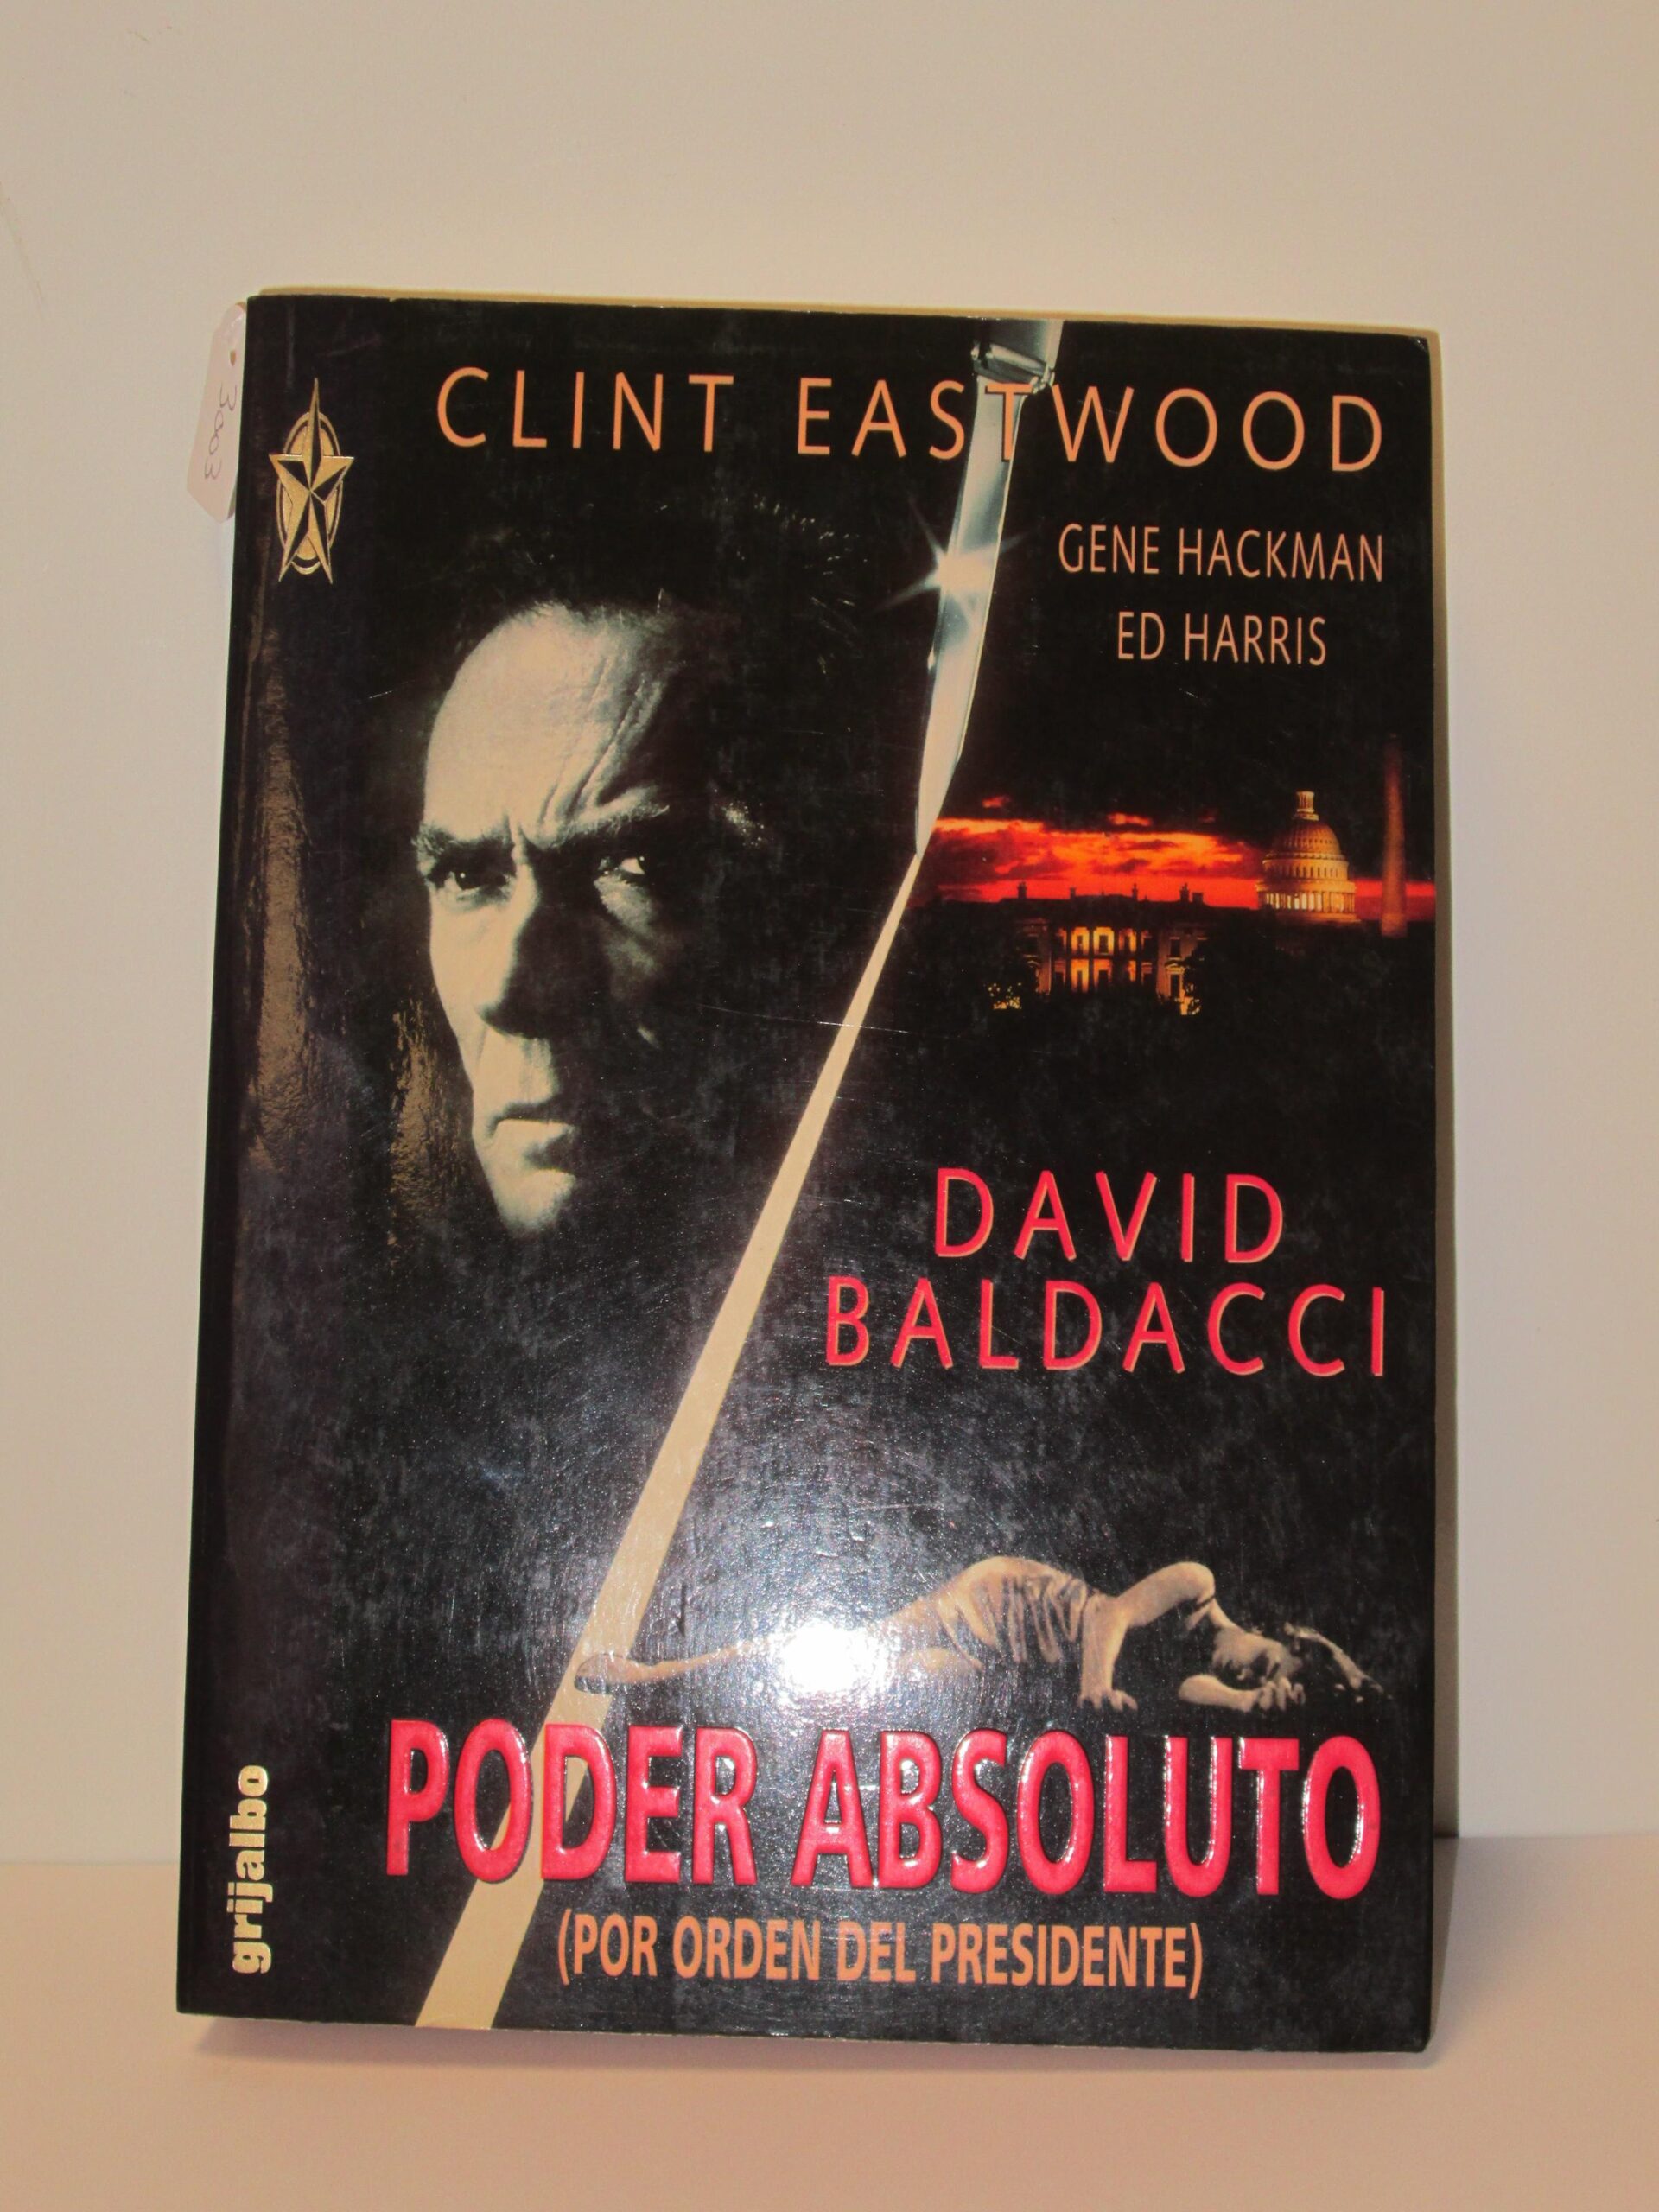 CLINT EASTWOOD
GENE HACKMAN
ED HARRIS
DAVID
BALDACCI
PODER ABSOLUTO
(POR ORDEN DEL PRESIDENTE)
grijalbo